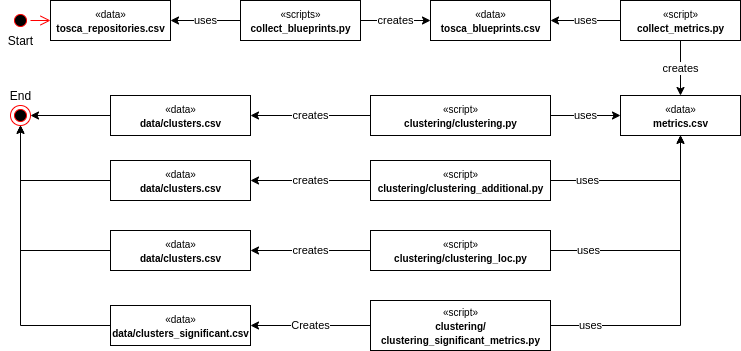 «data»
tosca_repositories.csv
uses
«scripts»
collect_blueprints.py
creates
«data»
tosca_blueprints.csv
uses
«script»
collect_metrics.py
Start
creates
End
«data»
data/clusters.csv
creates
«script»
clustering/clustering.py
uses
«data»
metrics.csv
«data»
data/clusters.csv
creates
«script»
clustering/clustering_additional.py
uses
«data»
data/clusters.csv
creates
«script»
clustering/clustering_loc.py
uses
«data»
data/clusters_significant.csv
Creates
«script»
clustering/
clustering_significant_metrics.py
uses